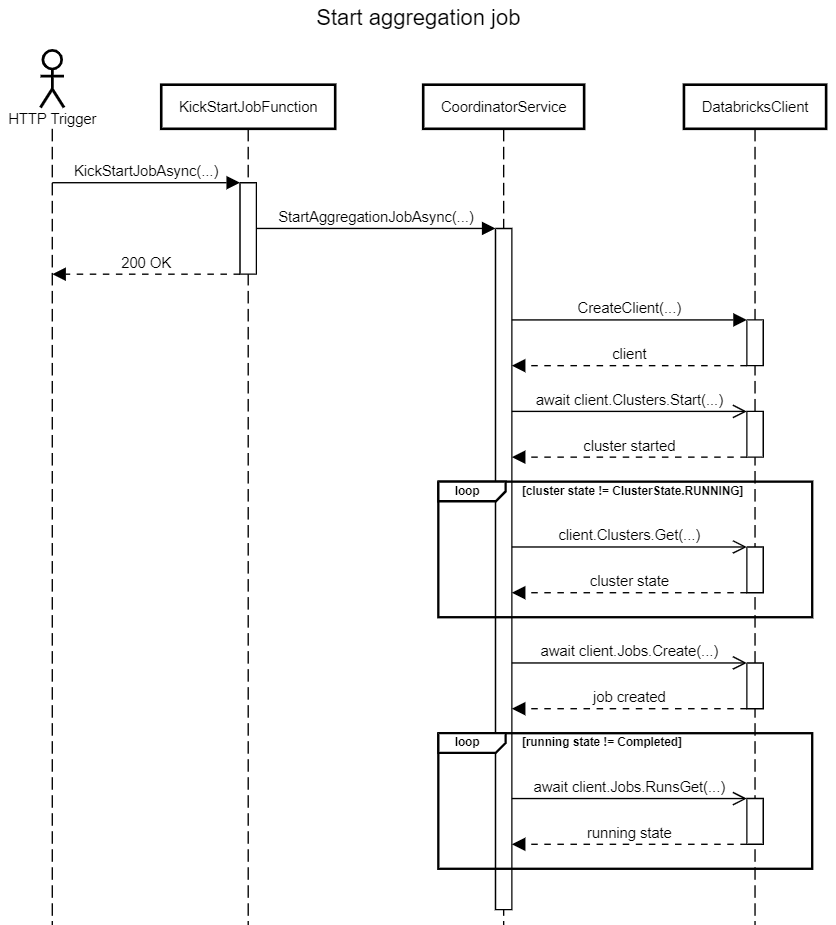 Start aggregation job
HTTP Trigger
KickStartJobFunction
CoordinatorService
DatabricksClient
KickStartJobAsync(...)
StartAggregationJobAsync(...)
200 OK
CreateClient(...)
client
await client.Clusters.Start(...)
cluster started
loop [cluster state != ClusterState.RUNNING]
client.Clusters.Get(...)
cluster state
await client.Jobs.Create(...)
job created
loop [running state != Completed]
await client.Jobs.RunsGet(...)
running state